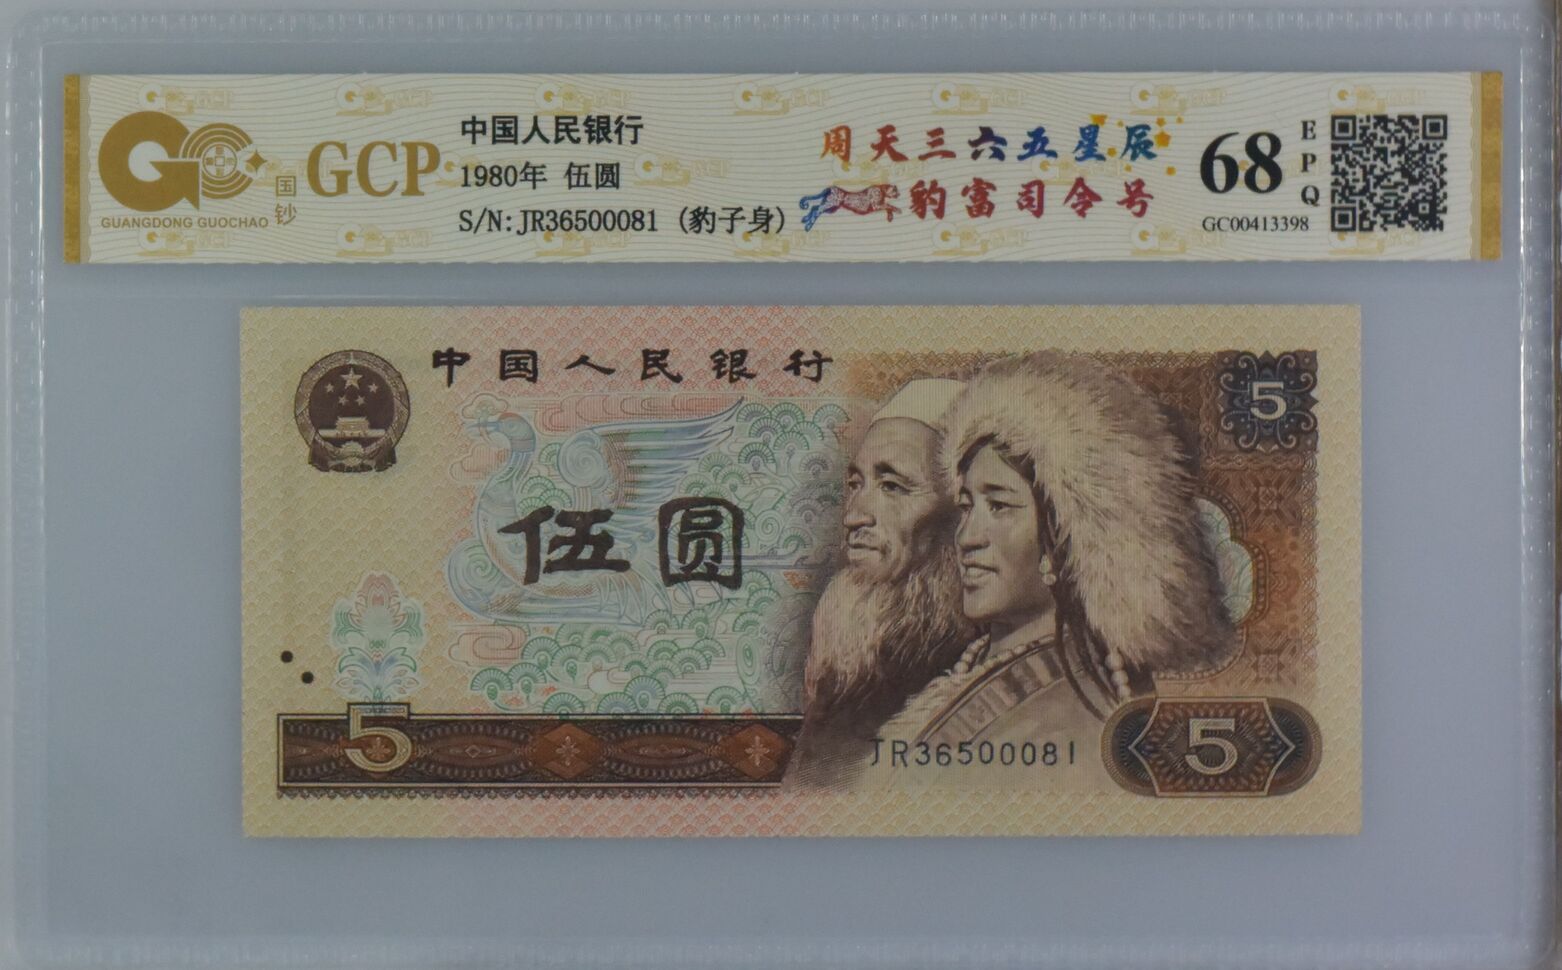 GUANGDONG GUOCHAO
国钞
GCP
中国人民银行
1980年 伍圆
S/N: JR36500081 (豹子身)
周天三六五星辰
豹富司令号
68
EPQ
GC00413398
中国人民银行
5
伍圆
5
JR36500081
5